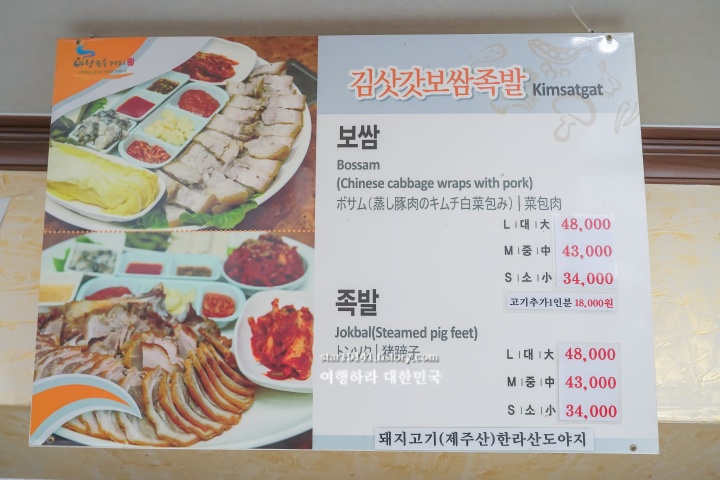 김삿갓보쌈족발 Kimsatgat
보쌈
Bossam
(Chinese cabbage wraps with pork)
ボサム(蒸し豚肉のキムチ白菜包み) | 菜包肉
L | 대 | 大 48,000
M | 중 | 中 43,000
S | 소 | 小 34,000
고기추가1인분 18,000원
족발
Jokbal(Steamed pig feet)
トンソク | 猪蹄子
L | 대 | 大 48,000
M | 중 | 中 43,000
S | 소 | 小 34,000
여행하라 대한민국
돼지고기(제주산)한라산도야지